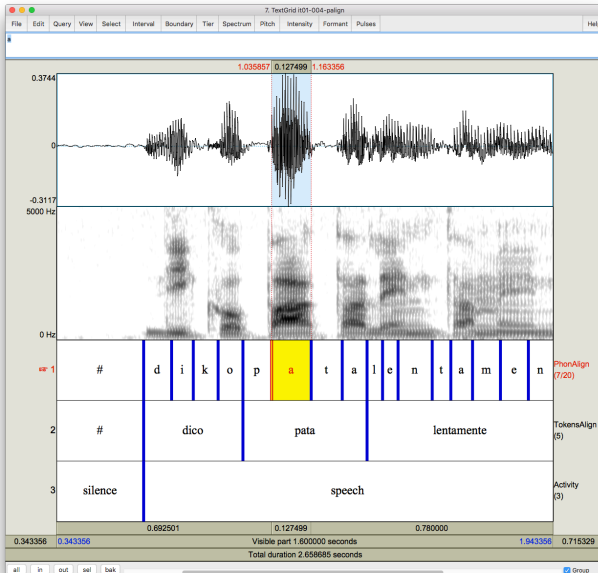 7. TextGrid it01-004-palign
File Edit Query View Select Interval Boundary Tier Spectrum Pitch Intensity Formant Pulses Hel
a
1.035857 0.127499 1.163356
0.3744
0
-0.3117
5000 Hz
0 Hz
1 # d i k o p a t a l e n t a m e n PhonAlign
(7/20)
2 # dico pata lentamente TokensAlign
(5)
3 silence speech Activity
(3)
0.692501 0.127499 0.780000
0.343356 0.343356 Visible part 1.600000 seconds 1.943356 0.715329
Total duration 2.658685 seconds
all in out sel bak Group